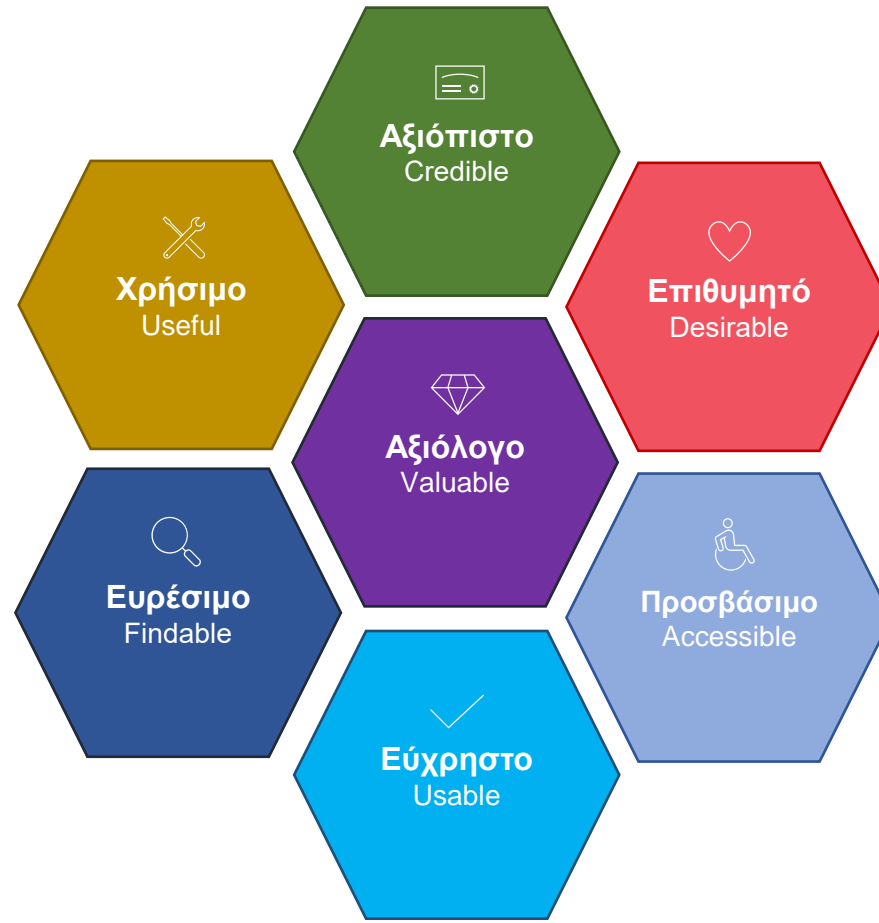 Αξιόπιστο
Credible
Χρήσιμο
Useful
Επιθυμητό
Desirable
Αξιόλογο
Valuable
Ευρέσιμο
Findable
Προσβάσιμο
Accessible
Εύχρηστο
Usable